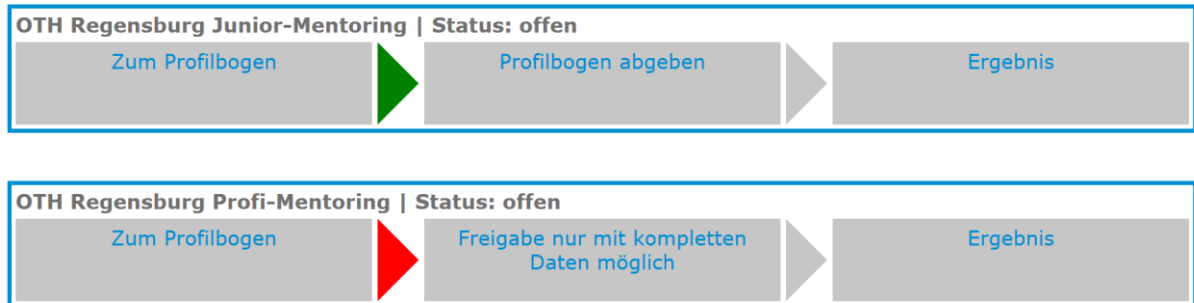 OTH Regensburg Junior-Mentoring | Status: offen
Zum Profilbogen
Profilbogen abgeben
Ergebnis
OTH Regensburg Profi-Mentoring | Status: offen
Zum Profilbogen
Freigabe nur mit kompletten
Daten möglich
Ergebnis